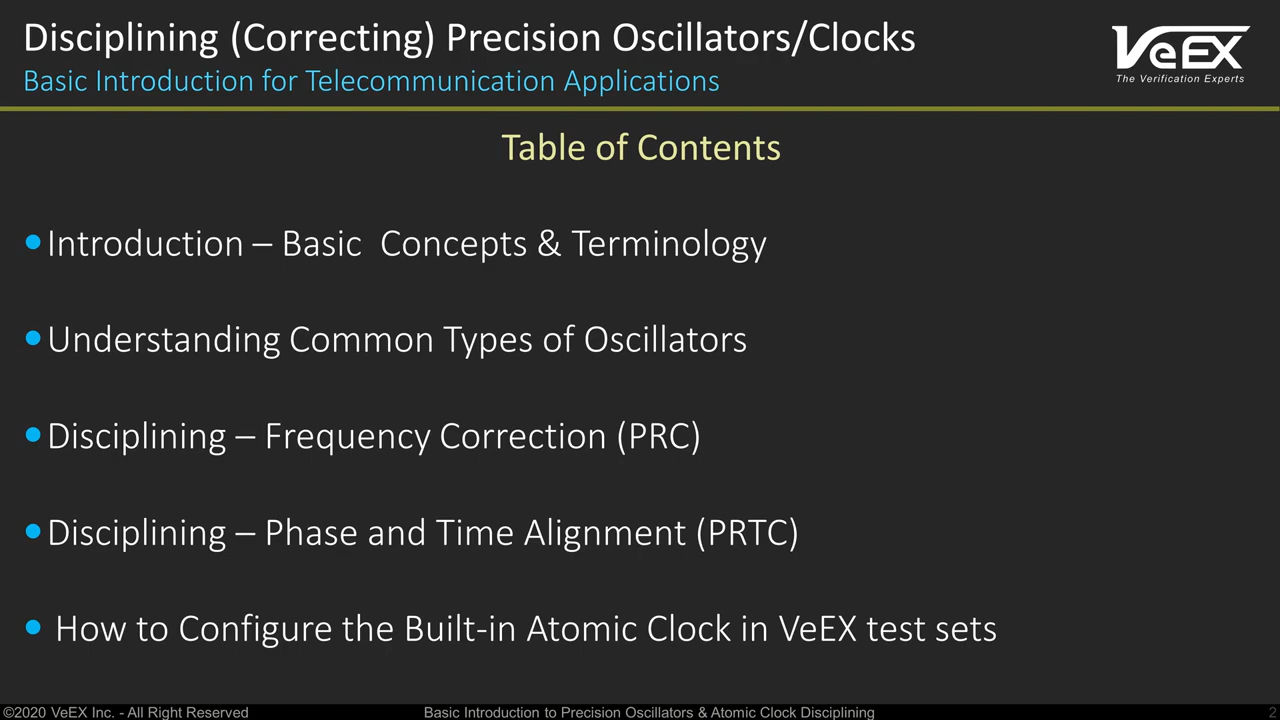 Disciplining (Correcting) Precision Oscillators/Clocks
Basic Introduction for Telecommunication Applications
VeEX
The Verification Experts
Table of Contents
•Introduction – Basic  Concepts & Terminology
•Understanding Common Types of Oscillators
•Disciplining – Frequency Correction (PRC)
•Disciplining – Phase and Time Alignment (PRTC)
• How to Configure the Built-in Atomic Clock in VeEX test sets
©2020 VeEX Inc. - All Right Reserved
Basic Introduction to Precision Oscillators & Atomic Clock Disciplining
2